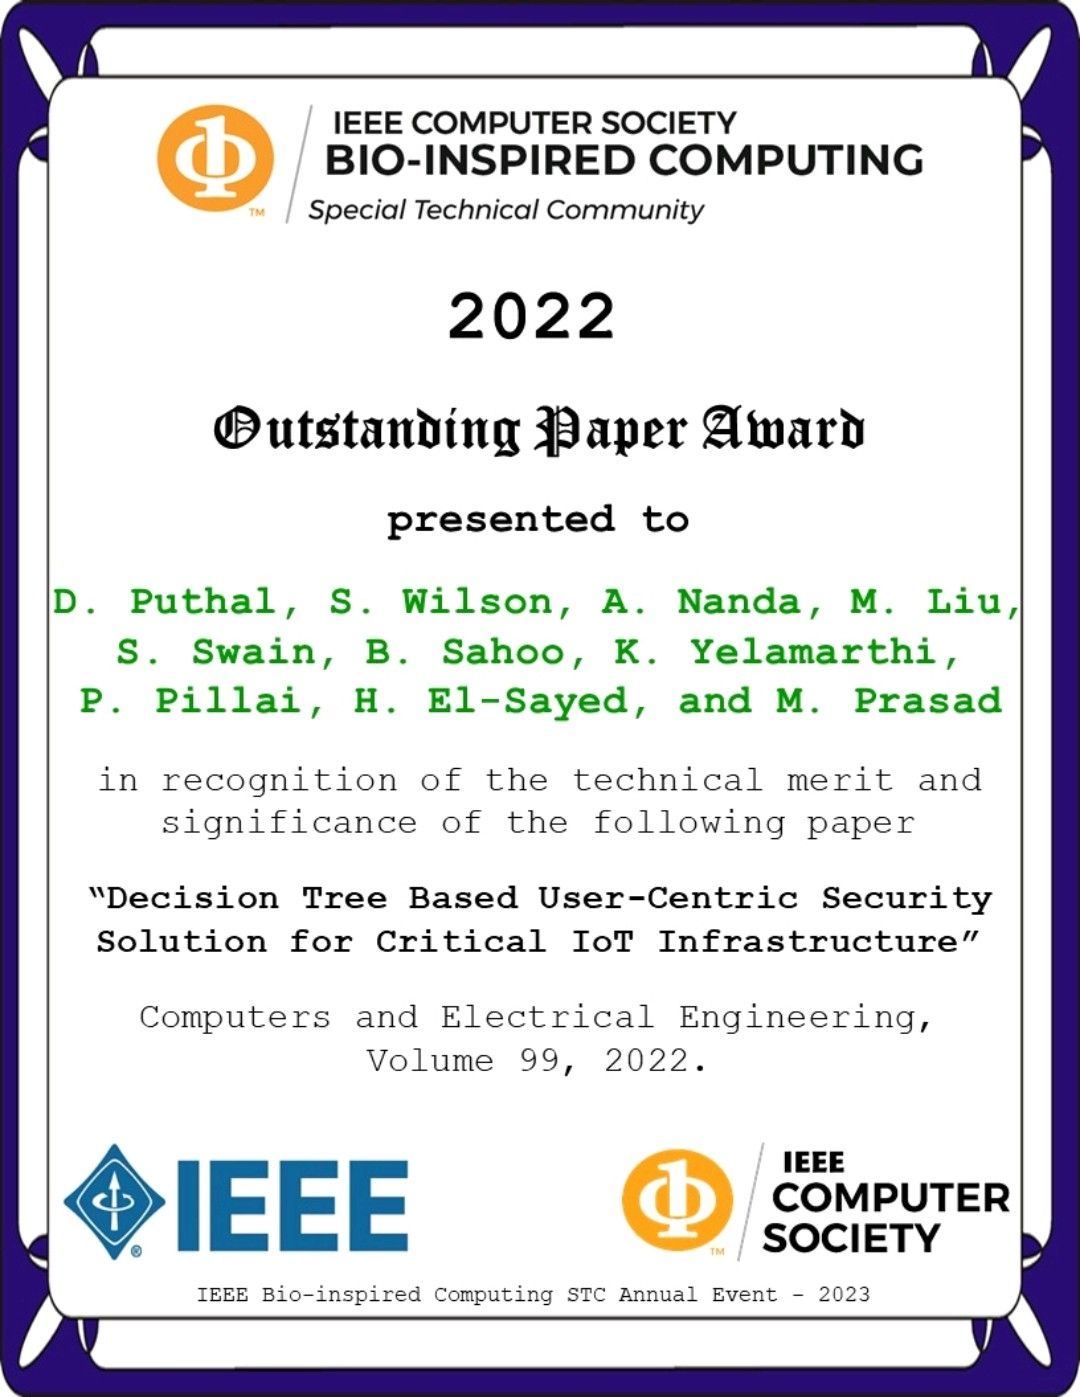 IEEE COMPUTER SOCIETY
BIO-INSPIRED COMPUTING
Special Technical Community
TM
2022
Outstanding Paper Award
presented to
D. Puthal, S. Wilson, A. Nanda, M. Liu,
S. Swain, B. Sahoo, K. Yelamarthi,
P. Pillai, H. El-Sayed, and M. Prasad
in recognition of the technical merit and
significance of the following paper
“Decision Tree Based User-Centric Security
Solution for Critical IoT Infrastructure”
Computers and Electrical Engineering,
Volume 99, 2022.
IEEE
®
IEEE
COMPUTER
SOCIETY
TM
IEEE Bio-inspired Computing STC Annual Event - 2023